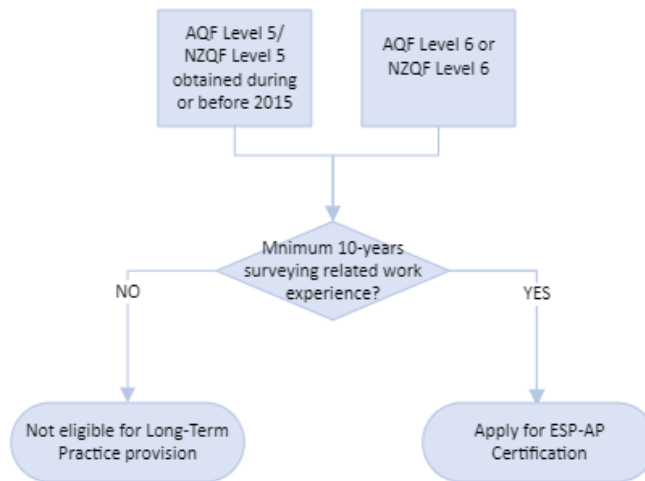 AQF Level 5/
NZQF Level 5
obtained during
or before 2015
AQF Level 6 or
NZQF Level 6
Mnimum 10-years
surveying related work
experience?
NO
YES
Not eligible for Long-Term
Practice provision
Apply for ESP-AP
Certification